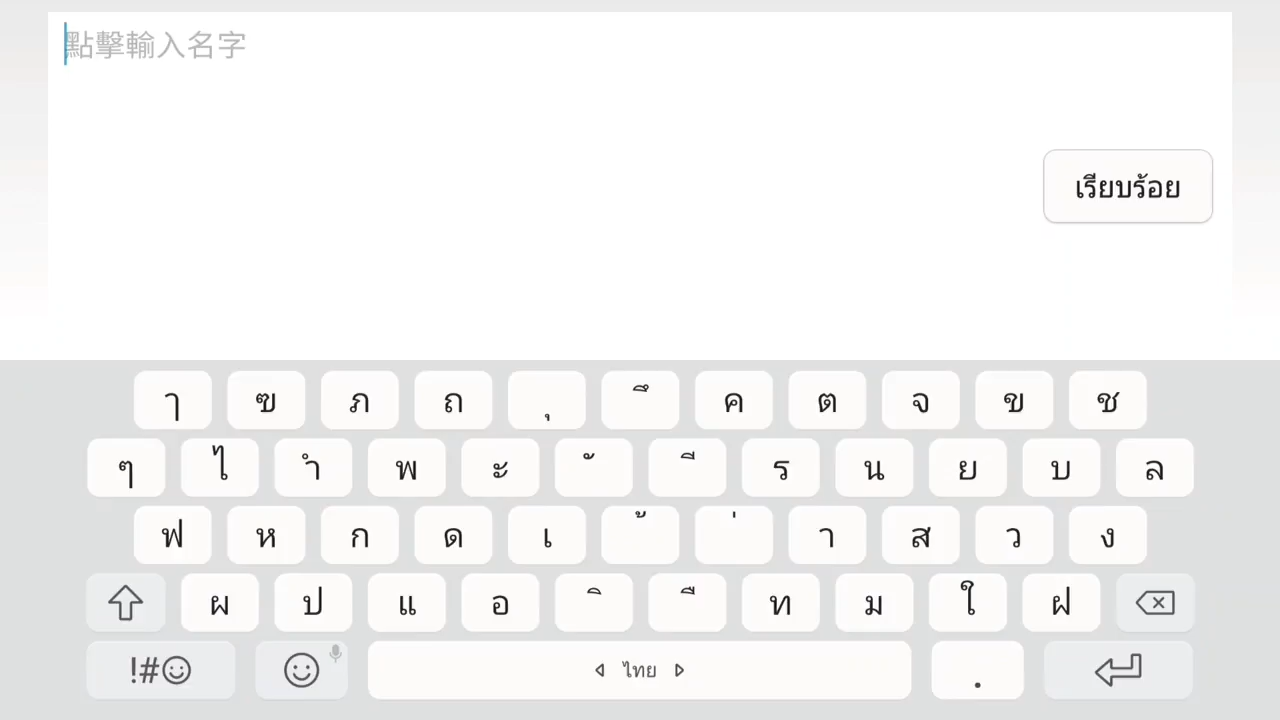 點擊輸入名字
เรียบร้อย
ๅ ฃ ภ ถ ุ ึ ค ต จ ข ช
ๆ ไ ำ พ ะ ั ี ร น ย บ ล
ฟ ห ก ด เ ้ ่ า ส ว ง
ผ ป แ อ ิ ื ท ม ใ ฝ
!# ไทย .